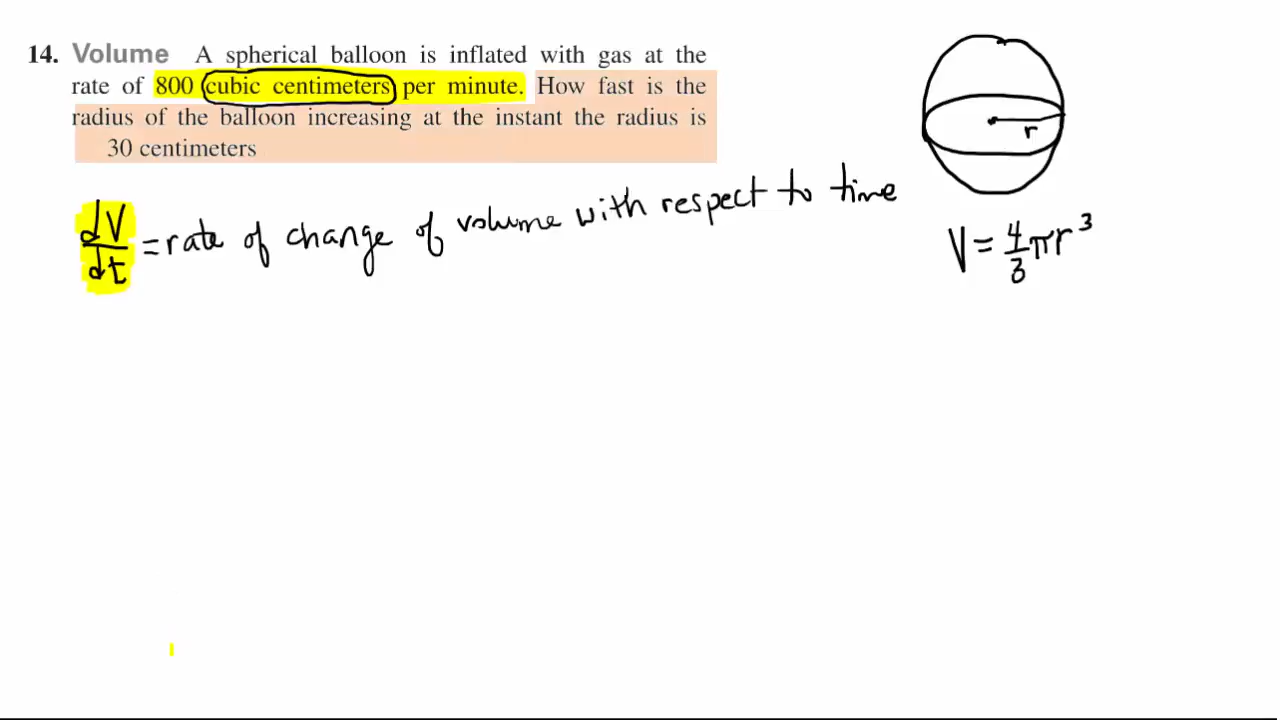 14. Volume A spherical balloon is inflated with gas at the
rate of 800 cubic centimeters per minute. How fast is the
radius of the balloon increasing at the instant the radius is
30 centimeters
r
dV/dt = rate of change of volume with respect to time
V = 4/3 πr³